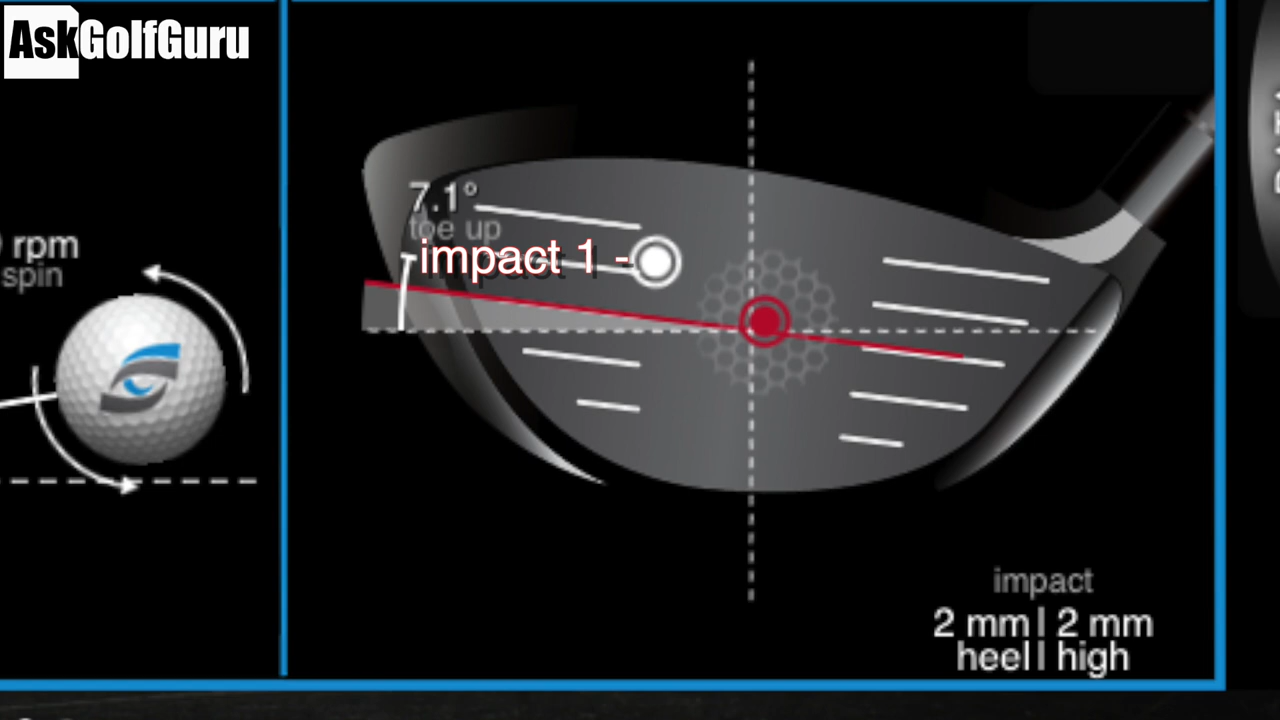 AskGolfGuru
rpm
spin
7.1°
toe up
impact 1 -
impact
2 mm | 2 mm
heel | high